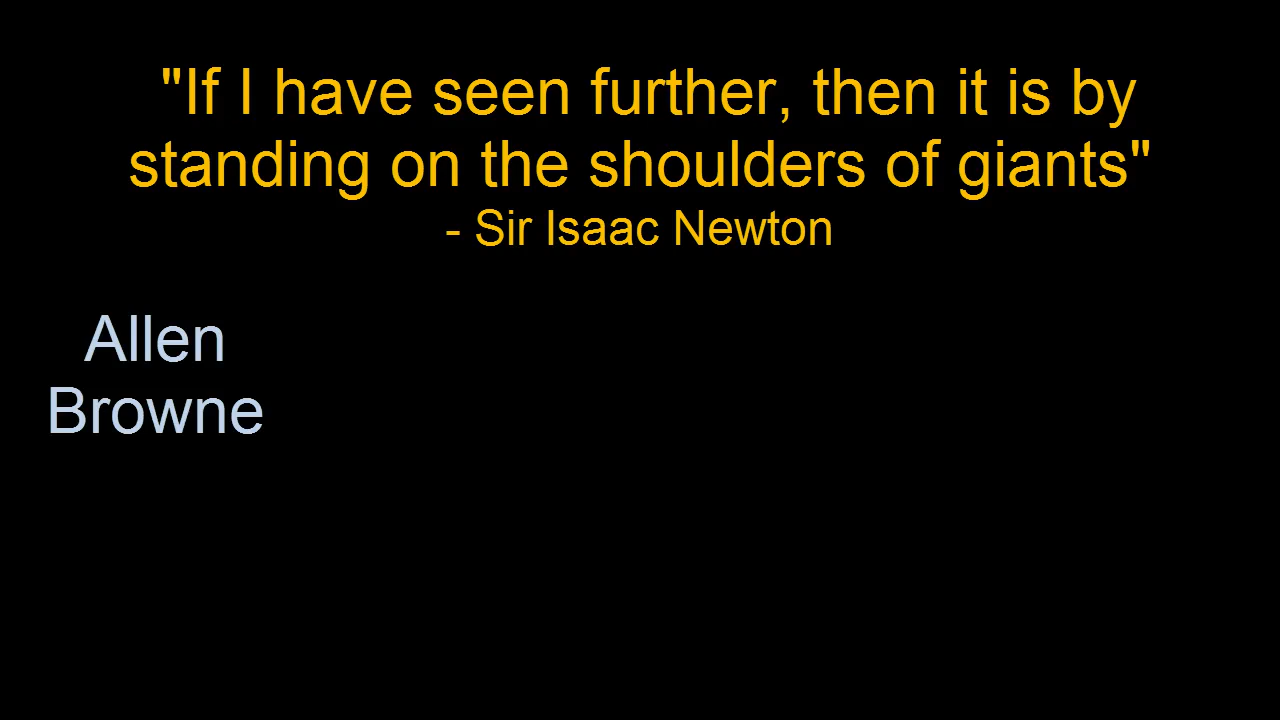 "If I have seen further, then it is by
standing on the shoulders of giants"
- Sir Isaac Newton
Allen
Browne